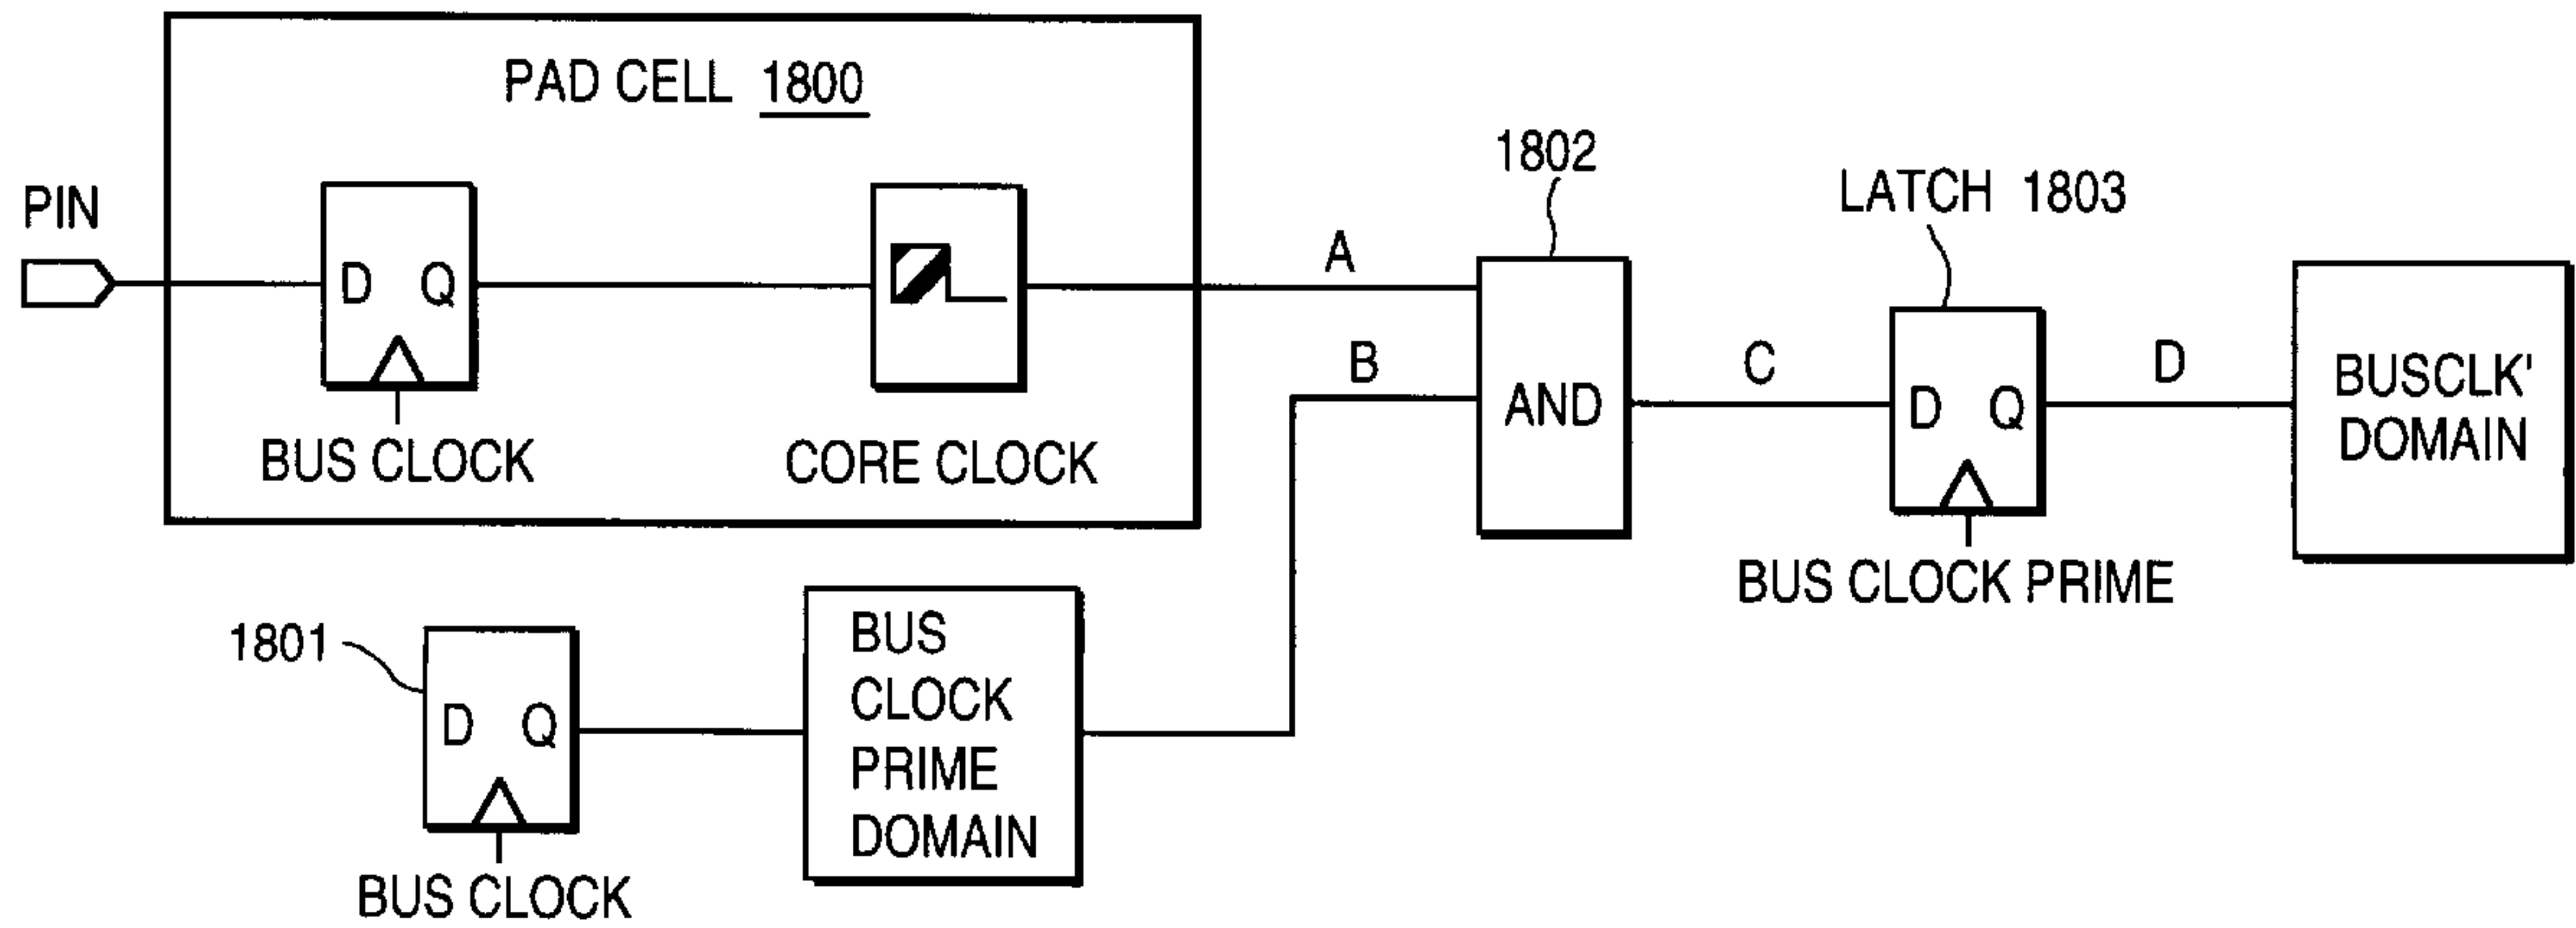 PAD CELL 1800
PIN
D Q
BUS CLOCK
CORE CLOCK
A
B
1802
AND
C
LATCH 1803
D Q
BUS CLOCK PRIME
D
BUSCLK'
DOMAIN
1801
D Q
BUS CLOCK
BUS
CLOCK
PRIME
DOMAIN